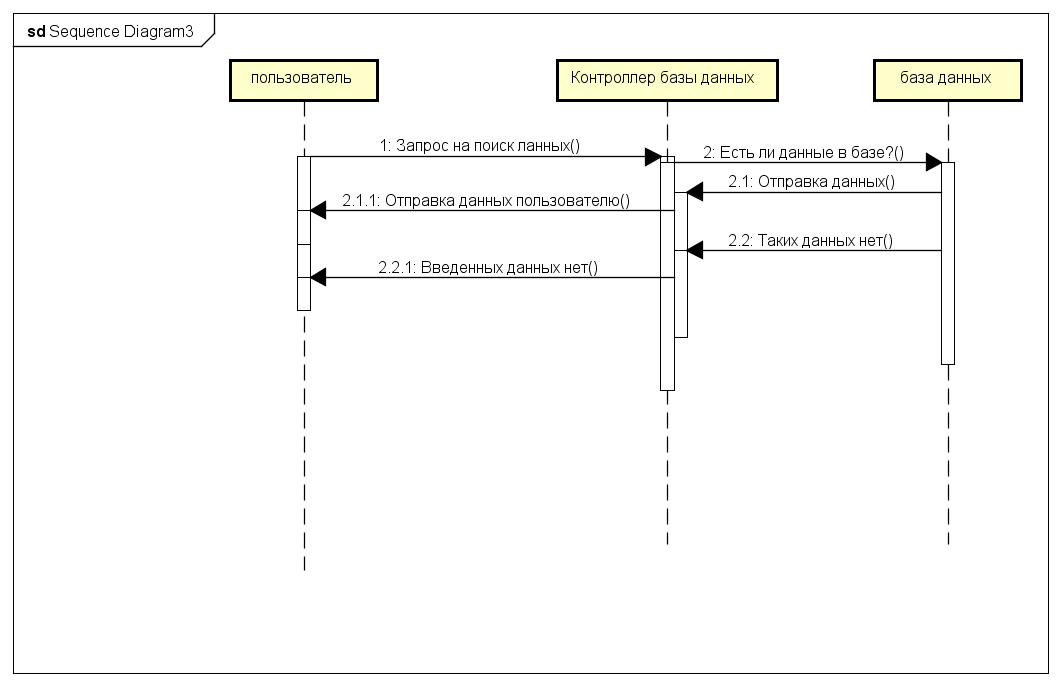 sd Sequence Diagram3
пользователь
Контроллер базы данных
база данных
1: Запрос на поиск ланных()
2: Есть ли данные в базе?()
2.1: Отправка данных()
2.1.1: Отправка данных пользователю()
2.2: Таких данных нет()
2.2.1: Введенных данных нет()